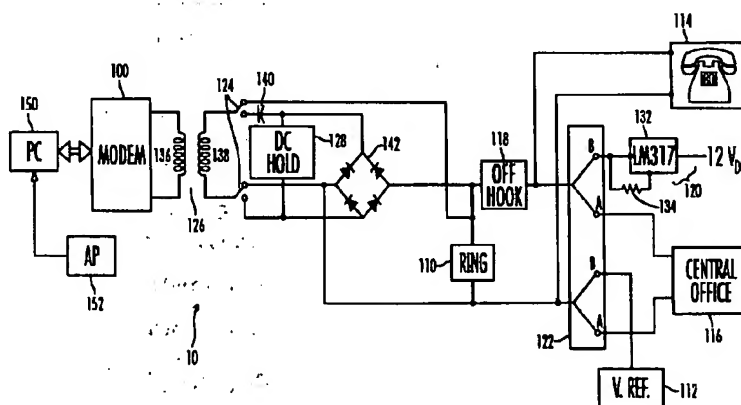 114
140
124
150
100
128
142
118
132
B
LM317
12 V_D
OFF
HOOK
PC
MODEM
136
138
DC
HOLD
120
134
A
126
110
RING
B
CENTRAL
OFFICE
AP
152
A
116
122
10
V. REF.
112